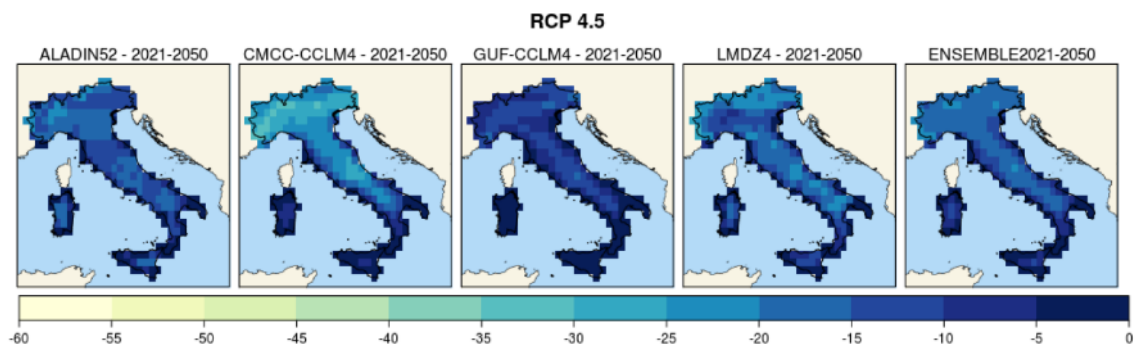 RCP 4.5
ALADIN52 - 2021-2050
CMCC-CCLM4 - 2021-2050
GUF-CCLM4 - 2021-2050
LMDZ4 - 2021-2050
ENSEMBLE2021-2050
-60 -55 -50 -45 -40 -35 -30 -25 -20 -15 -10 -5 0